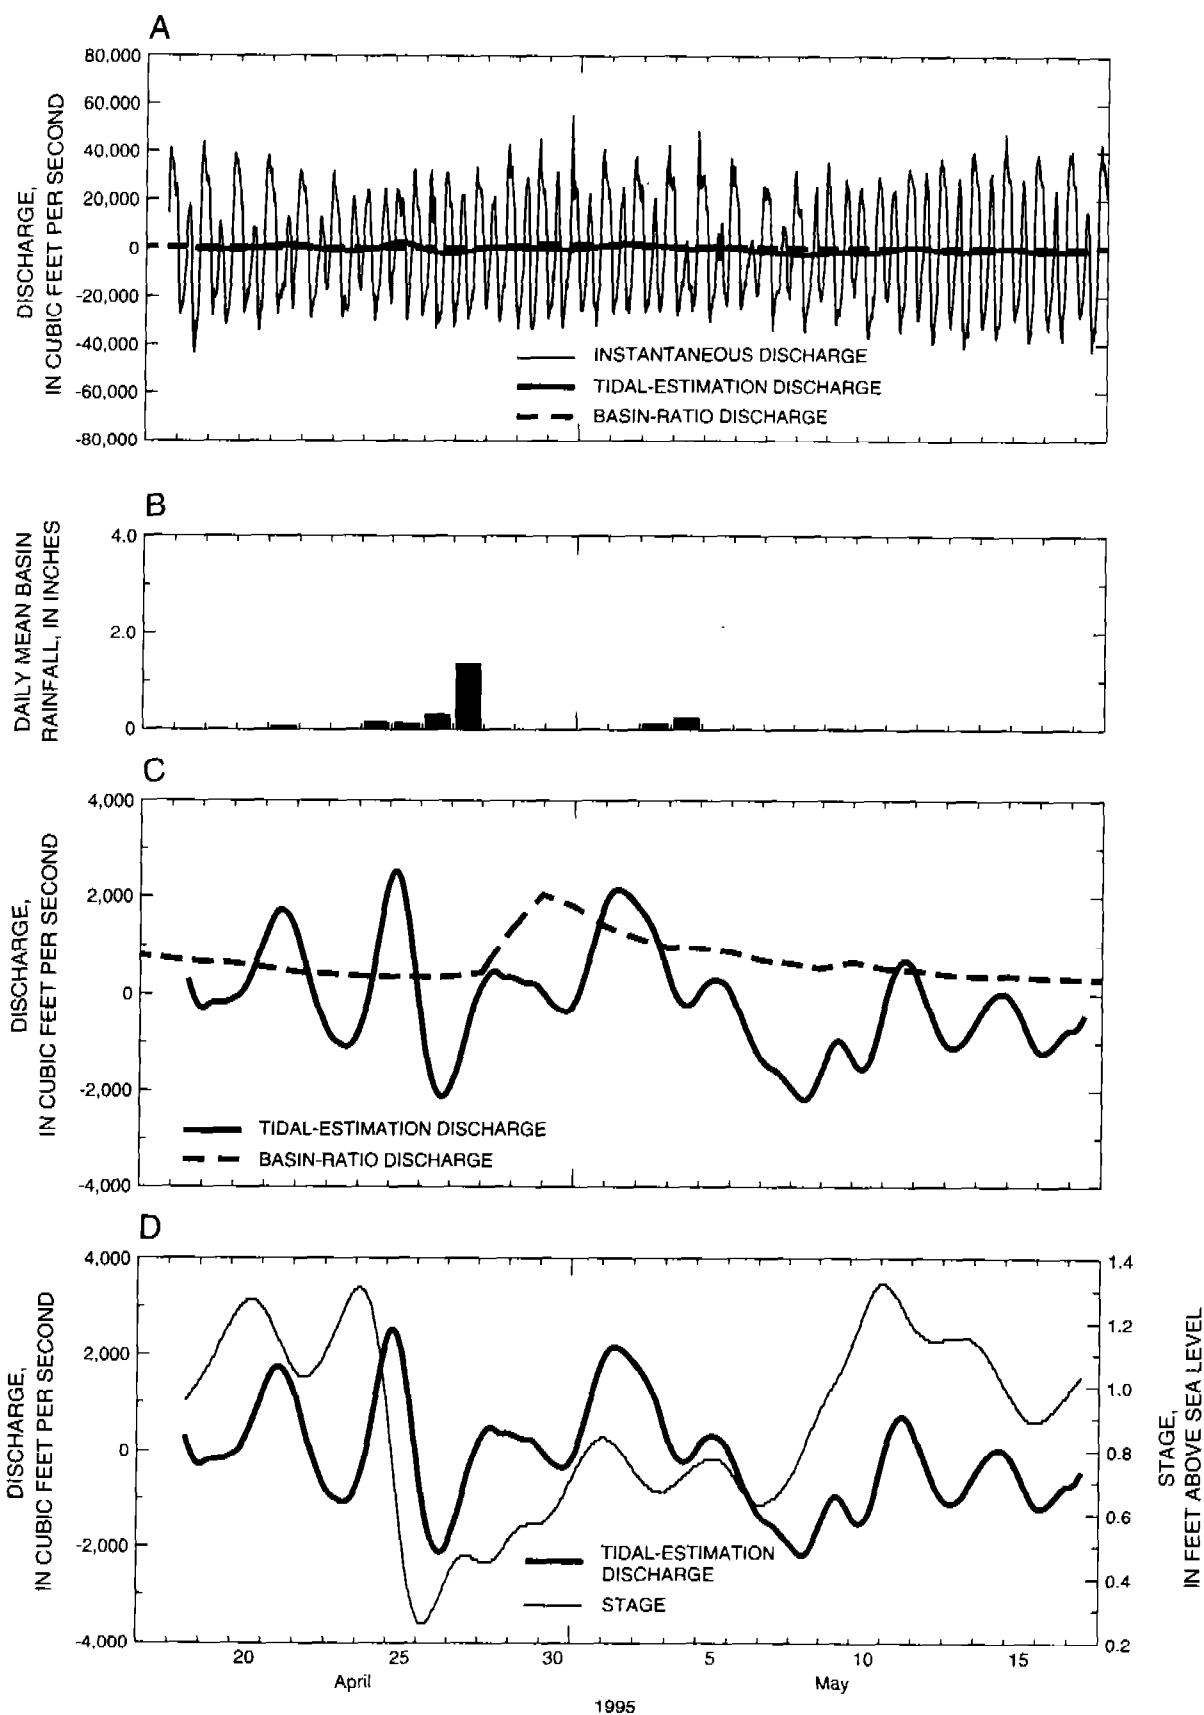 A
80,000
60.000
40.000
20,000
0
-20,000
-40,000
-60,000
-80,000
DISCHARGE,
IN CUBIC FEET PER SECOND
INSTANTANEOUS DISCHARGE
TIDAL-ESTIMATION DISCHARGE
BASIN-RATIO DISCHARGE
B
4.0
2.0
0
DAILY MEAN BASIN
RAINFALL, IN INCHES
C
4,000
2,000
0
-2,000
-4,000
DISCHARGE,
IN CUBIC FEET PER SECOND
TIDAL-ESTIMATION DISCHARGE
BASIN-RATIO DISCHARGE
D
4,000
2,000
0
-2,000
-4,000
DISCHARGE,
IN CUBIC FEET PER SECOND
1.4
1.2
1.0
0.8
0.6
0.4
0.2
STAGE,
IN FEET ABOVE SEA LEVEL
TIDAL-ESTIMATION
DISCHARGE
STAGE
20 25 30 5 10 15
April May
1995